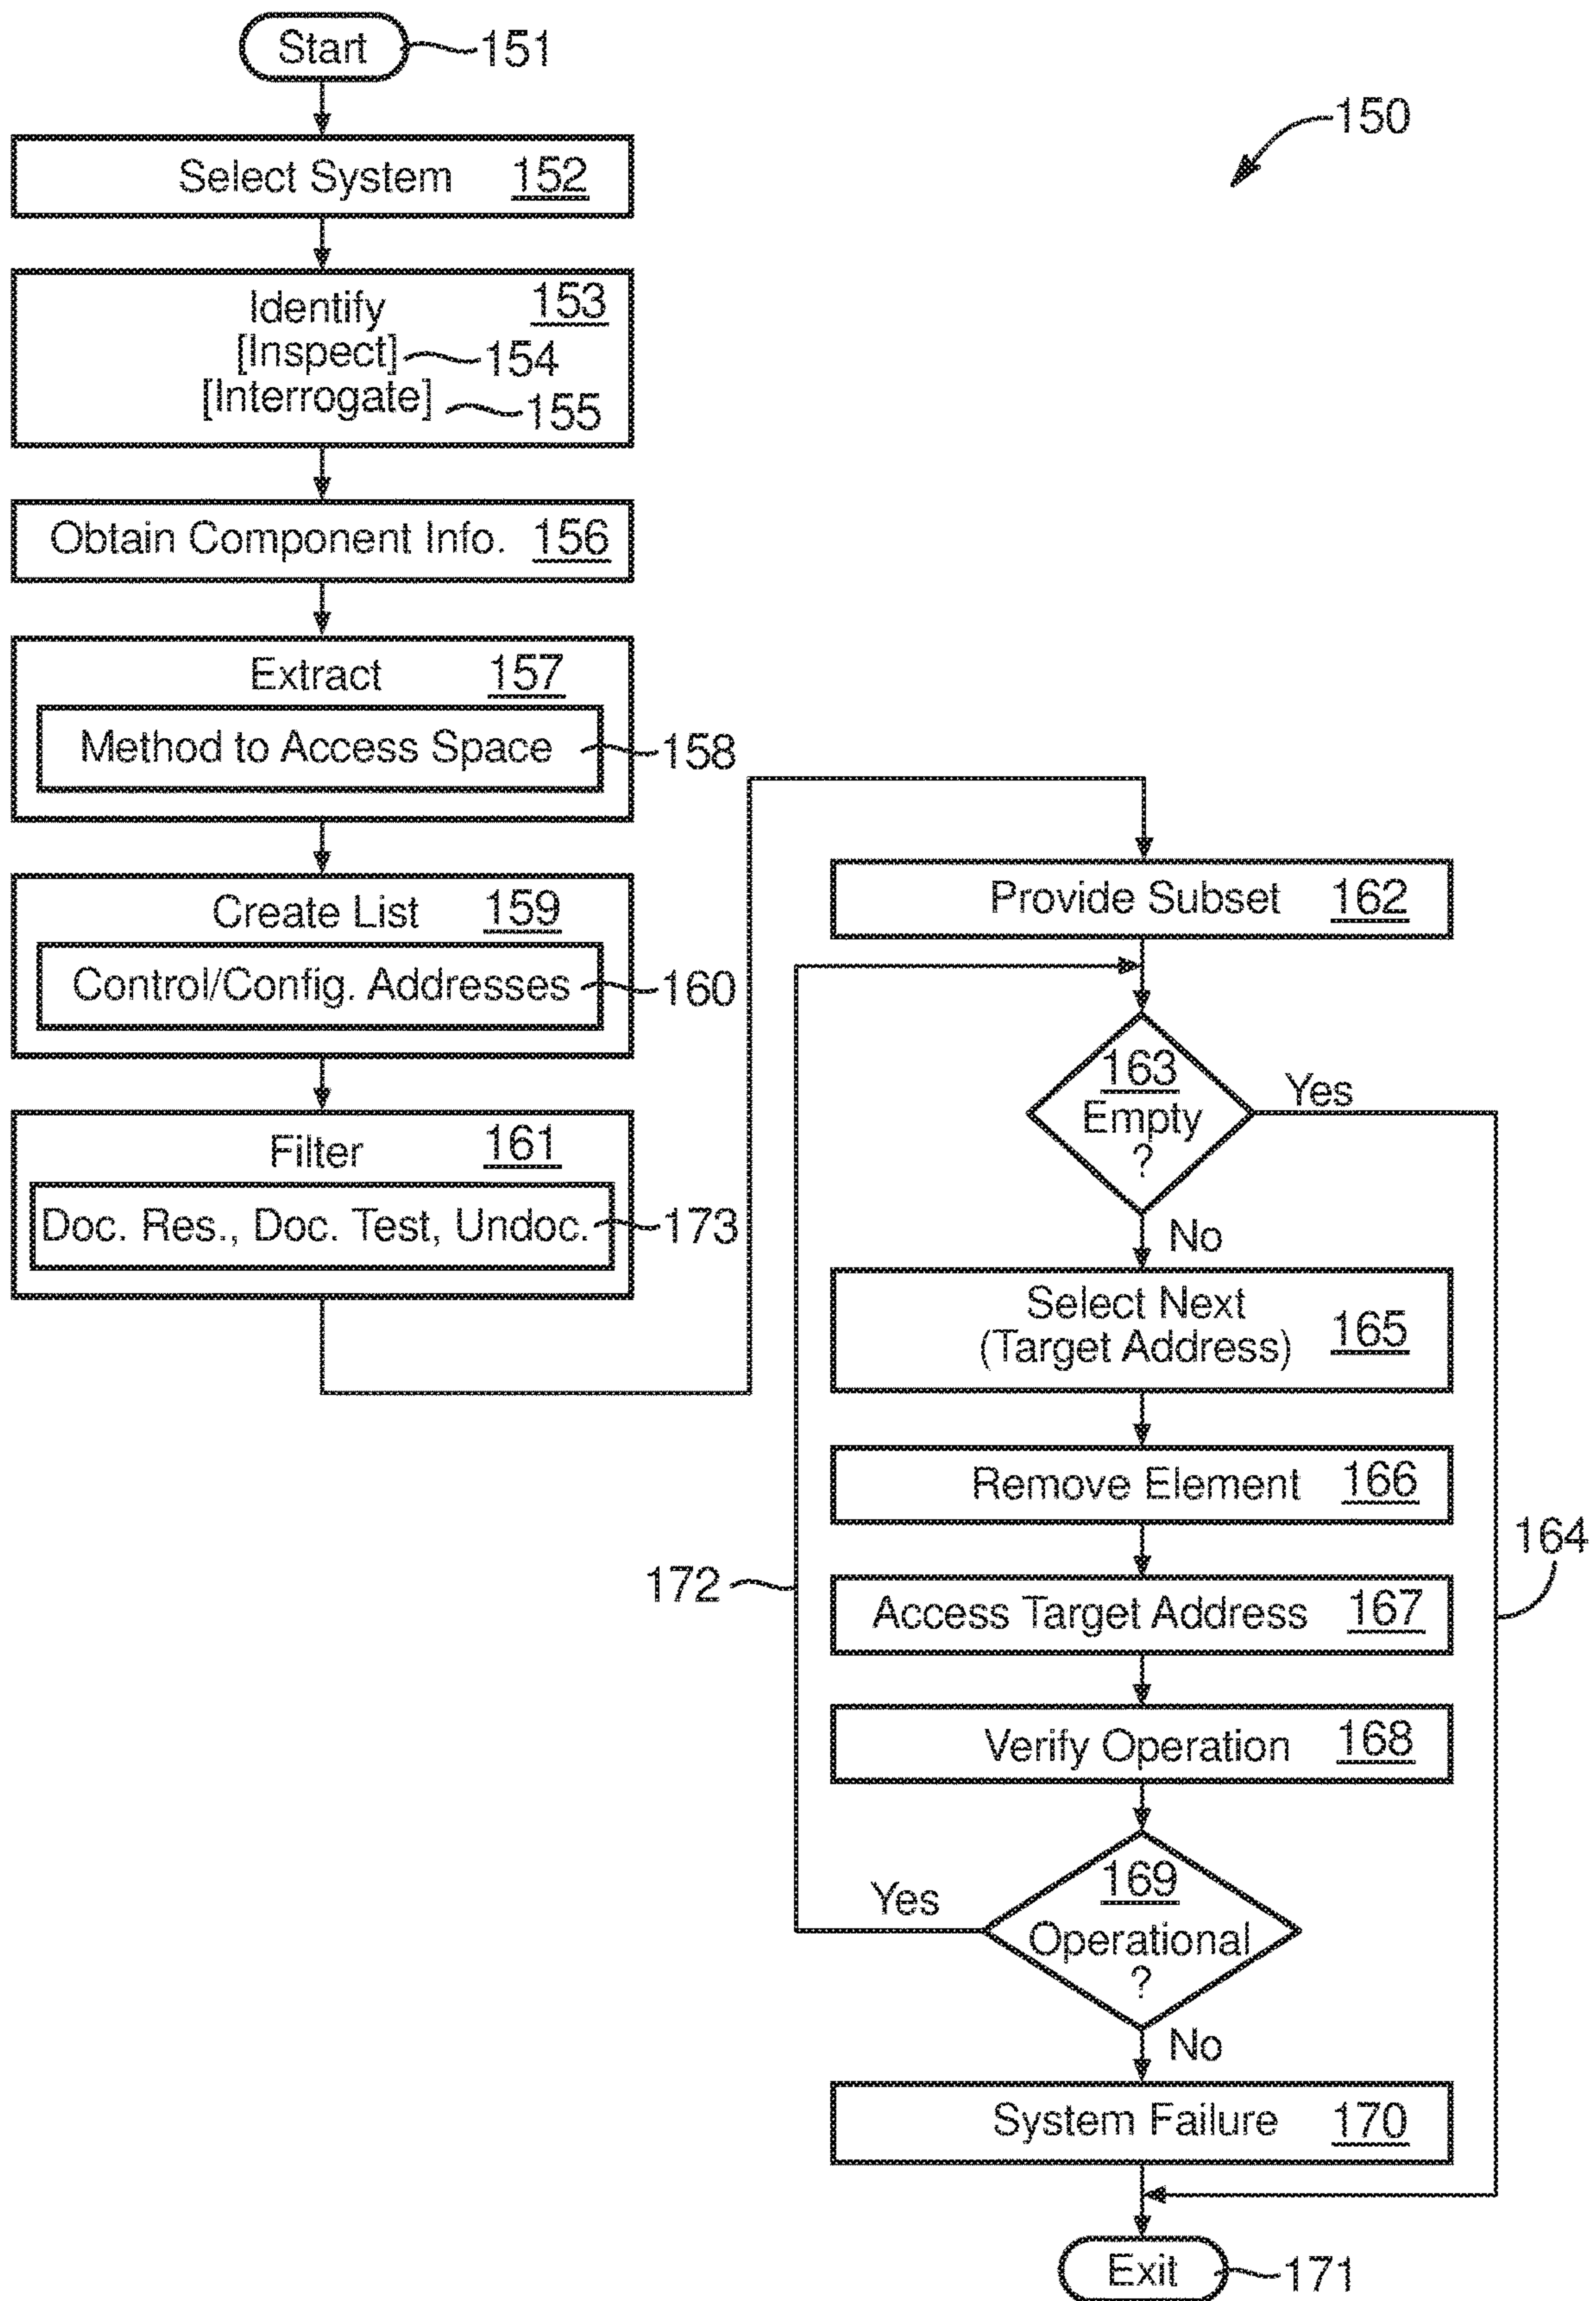 Start 151
150
Select System 152
Identify 153
[Inspect] 154
[Interrogate] 155
Obtain Component Info. 156
Extract 157
Method to Access Space 158
Create List 159
Control/Config. Addresses 160
Filter 161
Doc. Res., Doc. Test, Undoc. 173
Provide Subset 162
163
Empty
?
Yes
No
Select Next
(Target Address) 165
Remove Element 166
164
172
Access Target Address 167
Verify Operation 168
169
Operational
?
Yes
No
System Failure 170
Exit 171